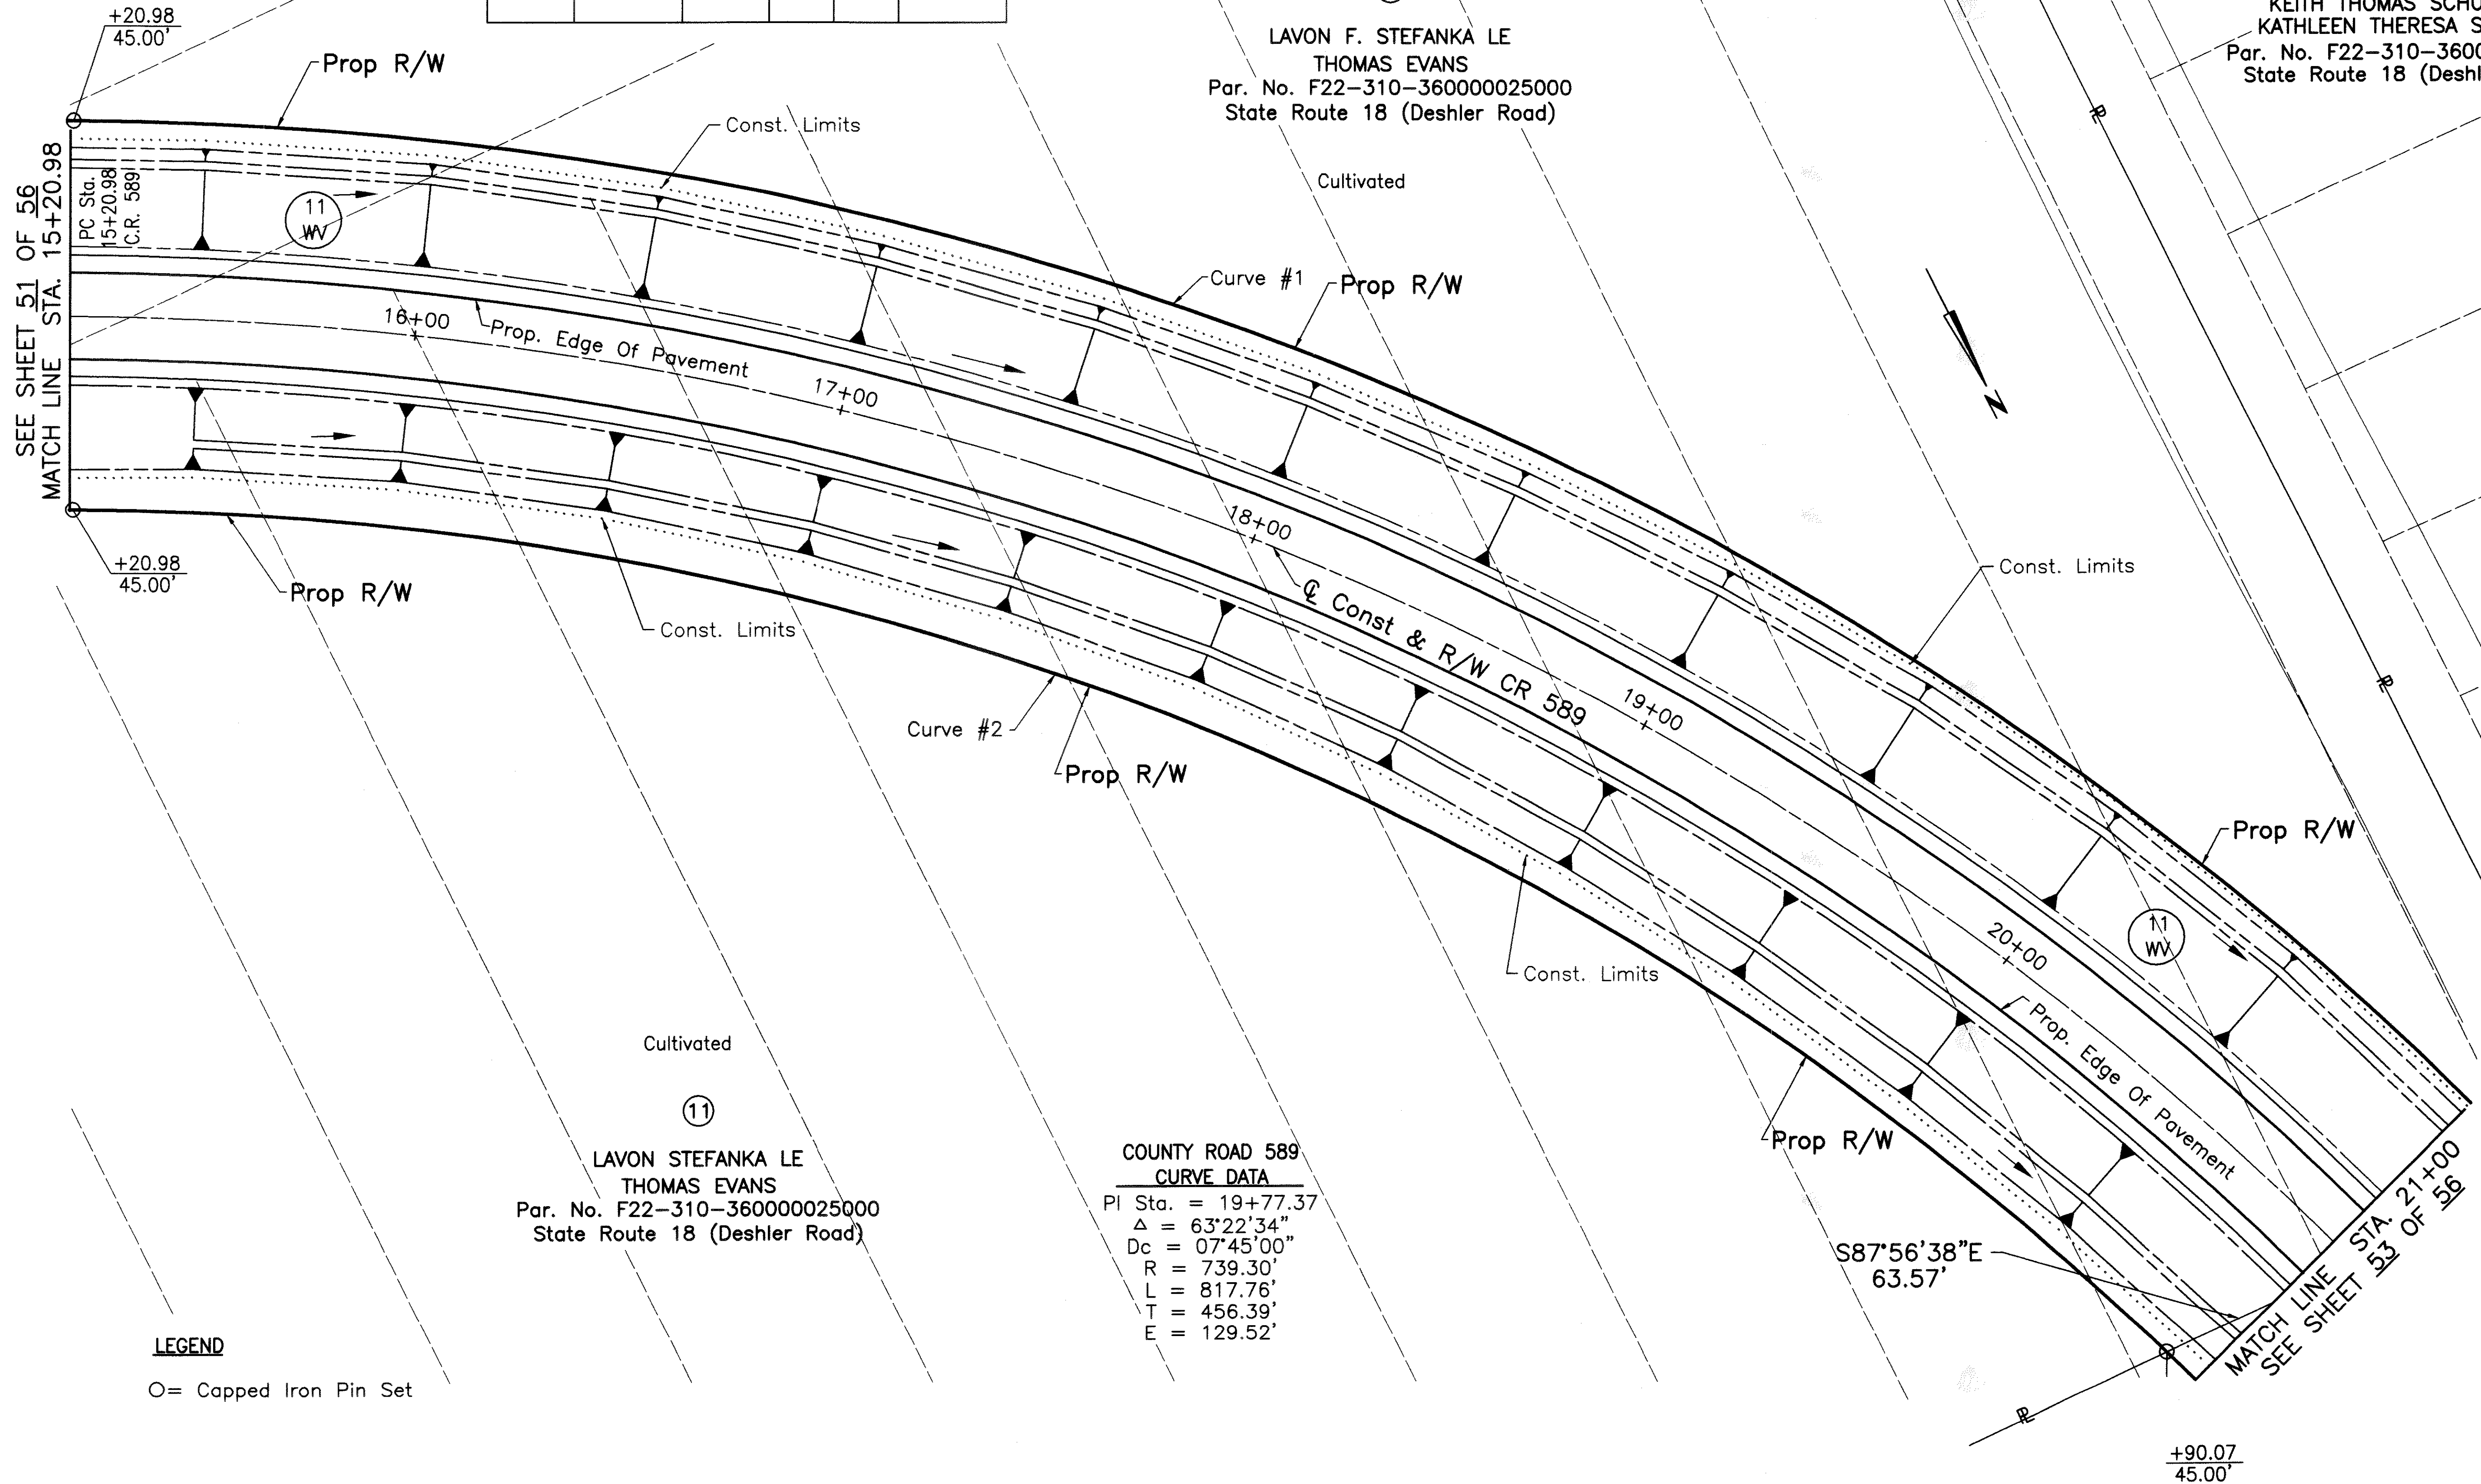 +20.98
45.00'
Prop R/W
Const. Limits
LAVON F. STEFANKA LE
THOMAS EVANS
Par. No. F22-310-360000025000
State Route 18 (Deshler Road)
Cultivated
KEITH THOMAS
KATHLEEN THERESA
Par. No.
State Route 18
PL
PL
SEE SHEET 51 OF 56
MATCH LINE STA. 15+20.98
PC Sta.
15+20.98
C.R. 589
11
WV
16+00
Prop. Edge Of Pavement
17+00
Curve #1
Prop R/W
N
18+00
℄ Const & R/W CR 589
19+00
Const. Limits
+20.98
45.00'
Prop R/W
Const. Limits
Curve #2
Prop R/W
Prop R/W
11
WV
20+00
Const. Limits
Prop. Edge Of Pavement
Prop R/W
Cultivated
11
LAVON STEFANKA LE
THOMAS EVANS
Par. No. F22-310-360000025000
State Route 18 (Deshler Road)
COUNTY ROAD 589
CURVE DATA
PI Sta. = 19+77.37
Δ = 63°22'34"
Dc = 07°45'00"
R = 739.30'
L = 817.76'
T = 456.39'
E = 129.52'
S87°56'38"E
63.57'
MATCH LINE STA. 21+00
SEE SHEET 53 OF 56
PL
+90.07
45.00'
LEGEND
O= Capped Iron Pin Set